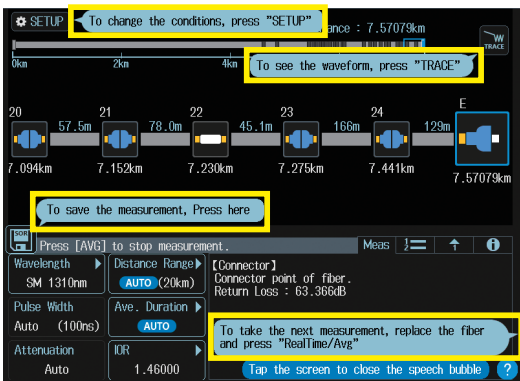 SETUP
To change the conditions, press "SETUP"
ance : 7.57079km
TRACE
0km
2km
4km
To see the waveform, press "TRACE"
20
21
22
23
24
E
57.5m
78.0m
45.1m
166m
129m
7.094km
7.152km
7.230km
7.275km
7.441km
7.57079km
To save the measurement, Press here
SOR
Press [AVG] to stop measurement.
Meas
Wavelength
SM 1310nm
Distance Range
AUTO (20km)
[Connector]
Connector point of fiber.
Return Loss : 63.366dB
Pulse Width
Auto (100ns)
Ave. Duration
AUTO
To take the next measurement, replace the fiber
and press "RealTime/Avg"
Attenuation
Auto
IOR
1.46000
Tap the screen to close the speech bubble
?